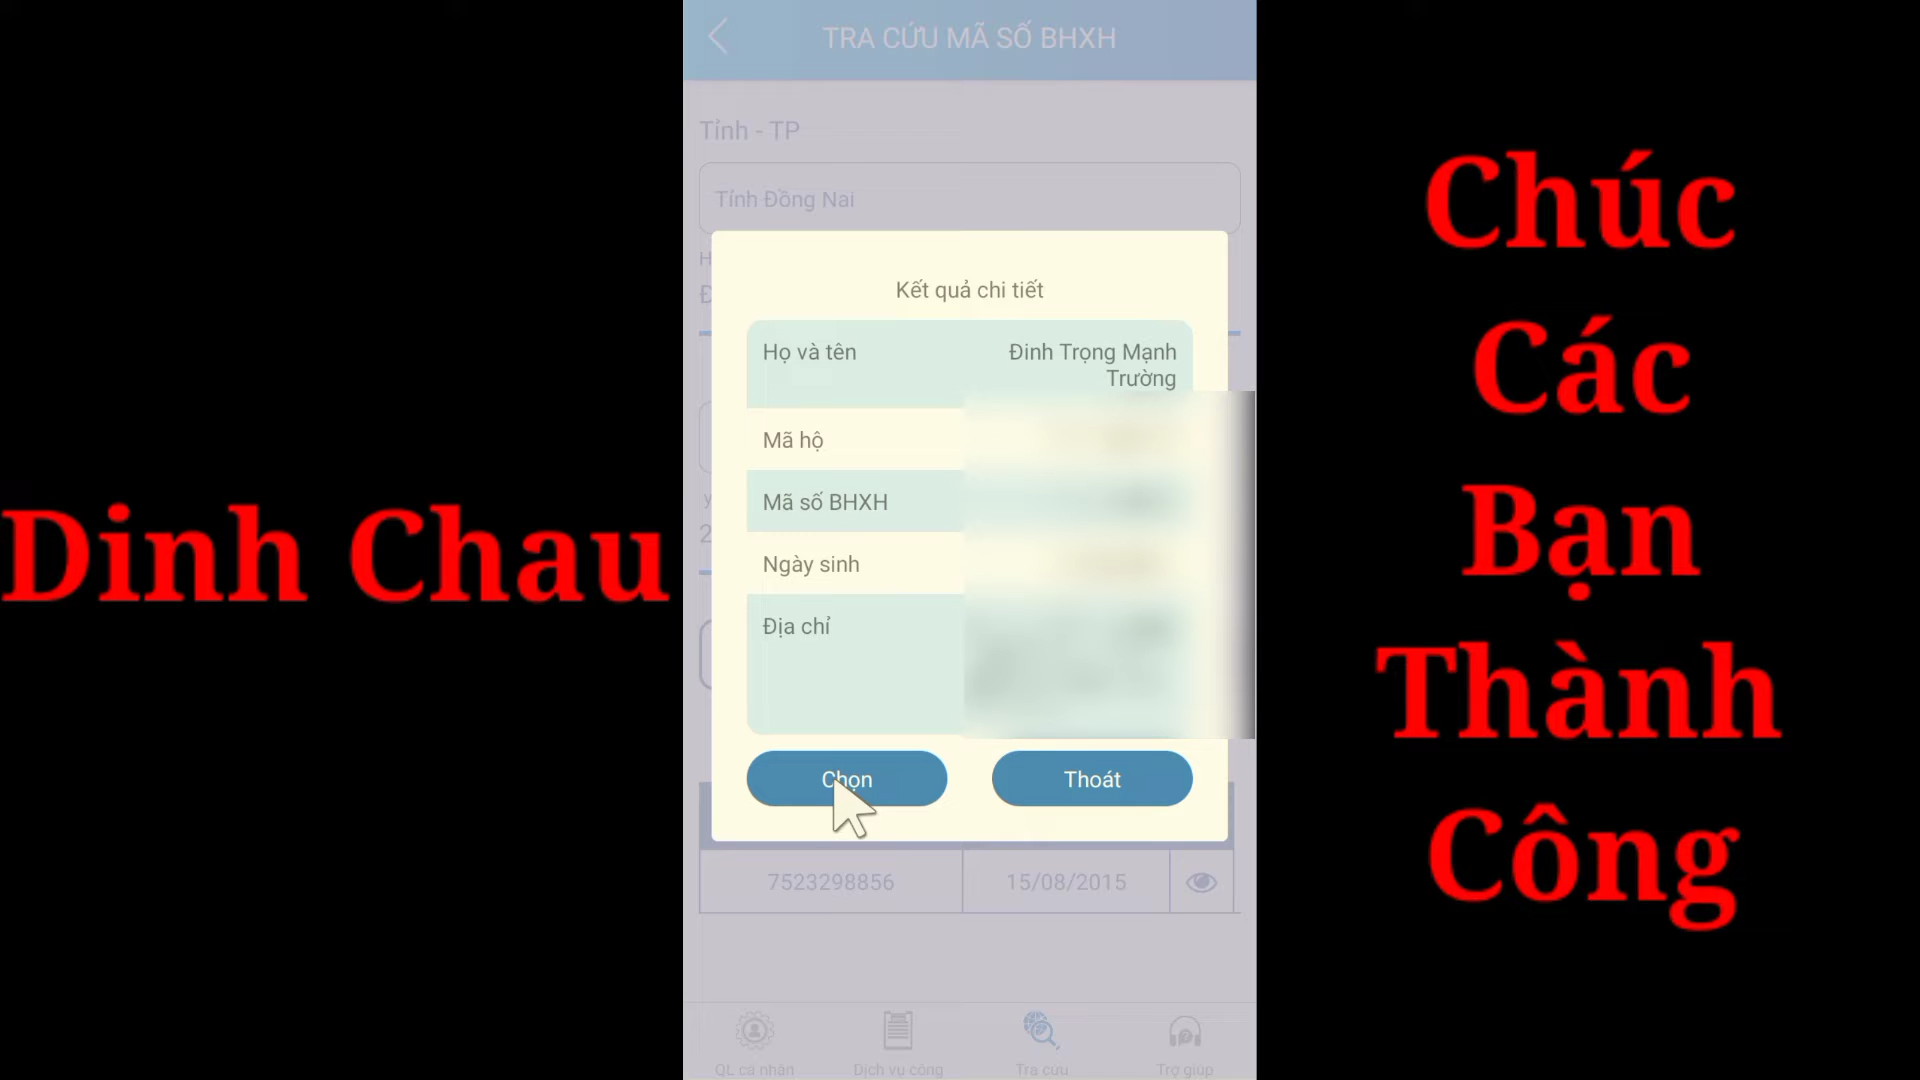 TRA CỨU MÃ SỐ BHXH
Tỉnh - TP
Tỉnh Đồng Nai
Kết quả chi tiết
Họ và tên Đinh Trọng Mạnh
Trường
Mã hộ
Mã số BHXH
Ngày sinh
Địa chỉ
Chọn Thoát
7523298856 15/08/2015
QL cá nhân Dịch vụ công Tra cứu Trợ giúp
Dinh Chau
Chúc
Các
Bạn
Thành
Công